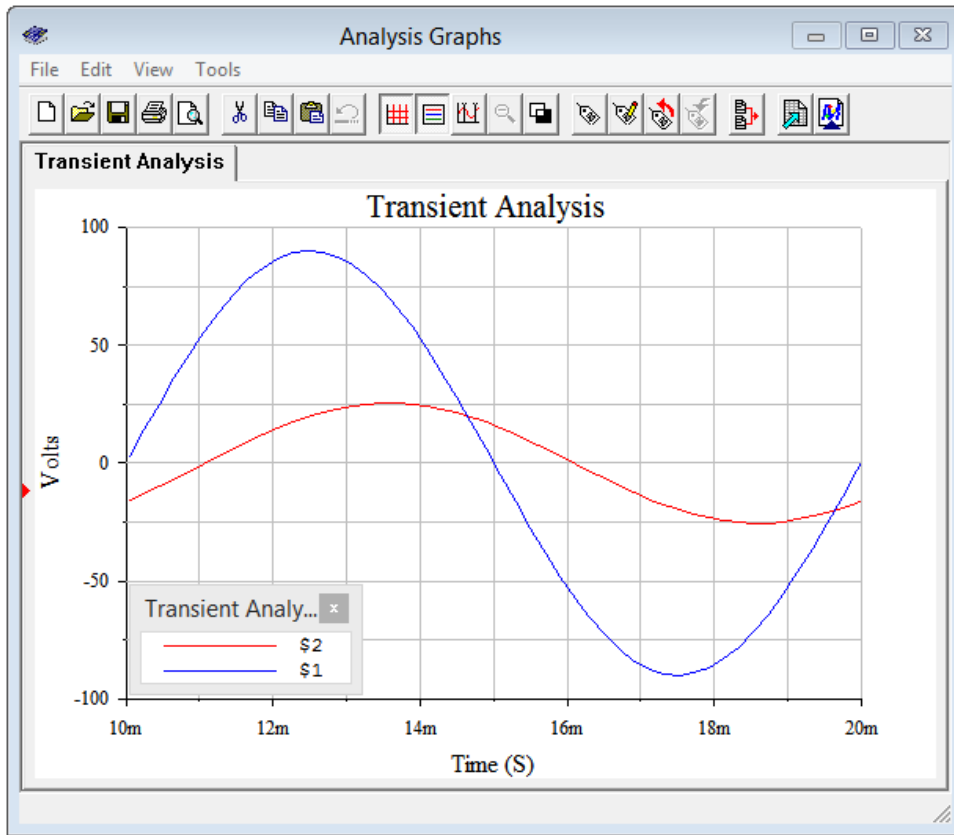 Analysis Graphs
File Edit View Tools
Transient Analysis
Transient Analysis
100
50
0
-50
-100
Volts
Transient Analy...
$2
$1
10m 12m 14m 16m 18m 20m
Time (S)